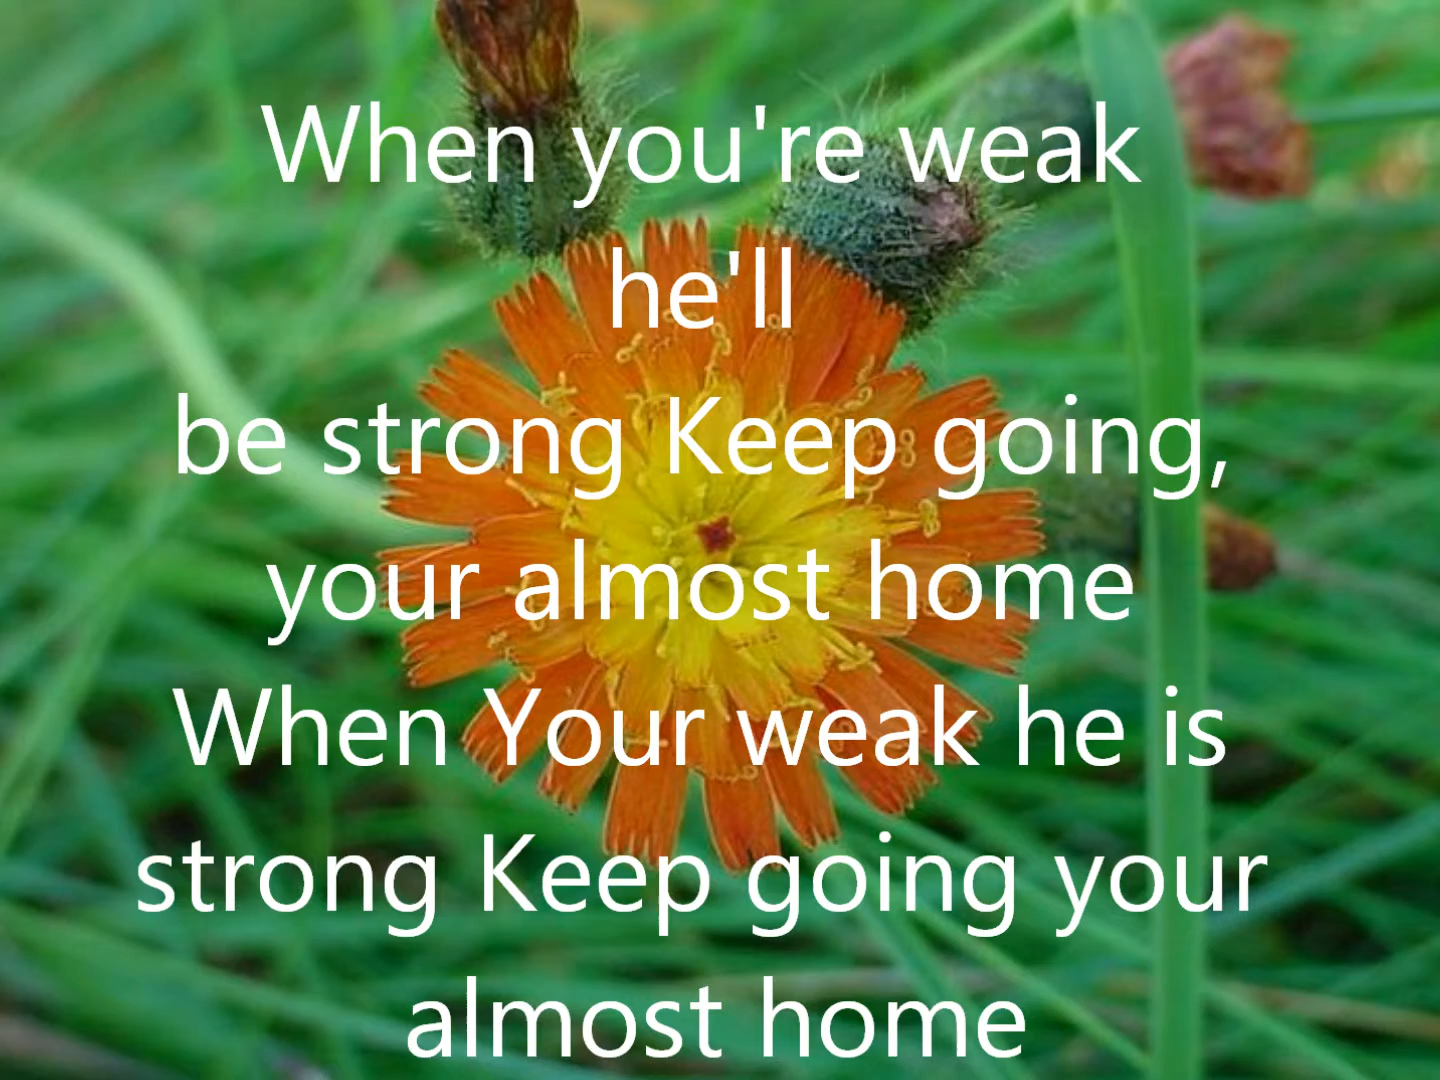 When you're weak
he'll
be strong Keep going,
your almost home
When Your weak he is
strong Keep going your
almost home